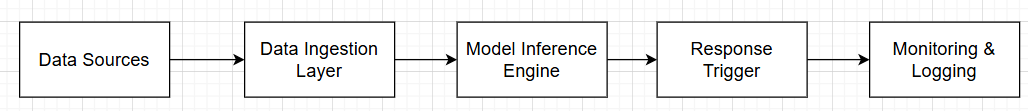 Data Sources
Data Ingestion
Layer
Model Inference
Engine
Response
Trigger
Monitoring &
Logging